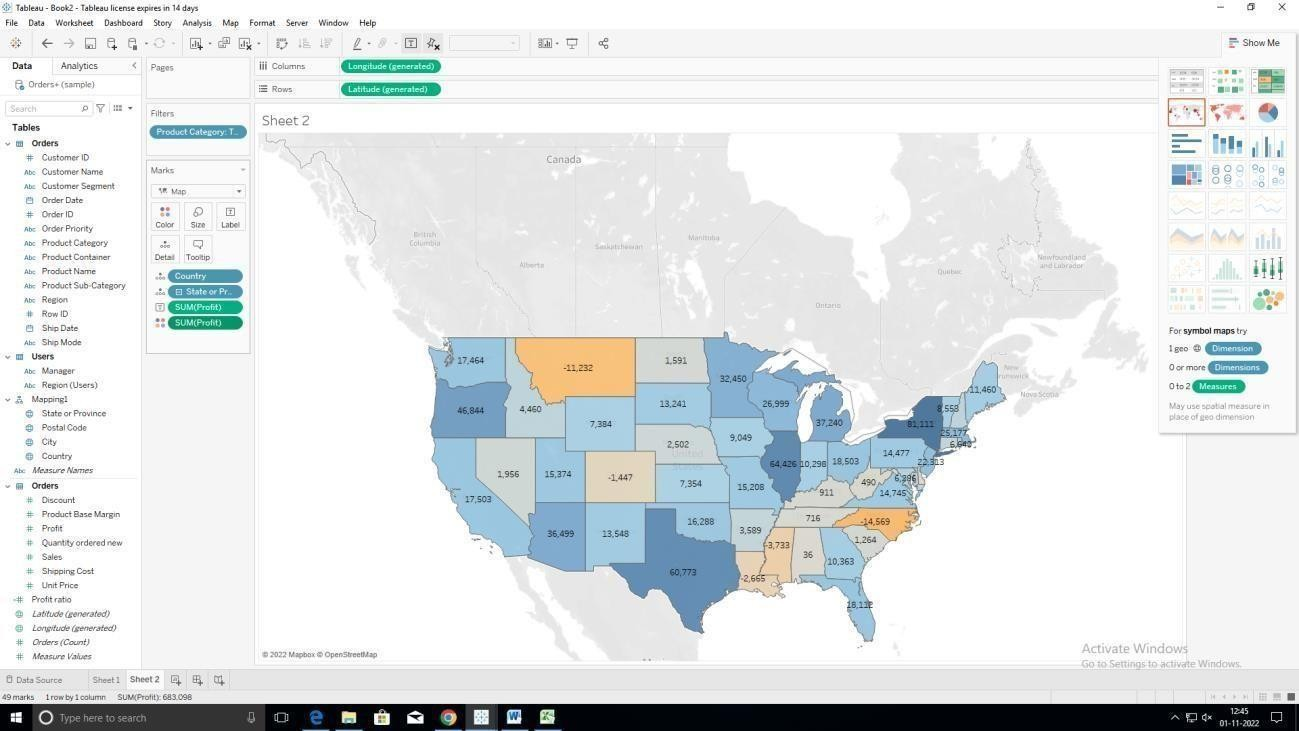 Tableau - Book2 - Tableau license expires in 14 days
File Data Worksheet Dashboard Story Analysis Map Format Server Window Help
Show Me
Data Analytics
Orders+ (sample)
Search
Tables
Orders
Customer ID
Customer Name
Customer Segment
Order Date
Order ID
Order Priority
Product Category
Product Container
Product Name
Product Sub-Category
Region
Row ID
Ship Date
Ship Mode
Users
Manager
Region (Users)
Mapping1
State or Province
Postal Code
City
Country
Measure Names
Orders
Discount
Product Base Margin
Profit
Quantity ordered new
Sales
Shipping Cost
Unit Price
Profit ratio
Latitude (generated)
Longitude (generated)
Orders (Count)
Measure Values
Pages
Filters
Product Category: T..
Marks
Map
Color Size Label
Detail Tooltip
Country
State or Pr..
SUM(Profit)
SUM(Profit)
Columns Longitude (generated)
Rows Latitude (generated)
Sheet 2
Canada
British
Columbia
Alberta
Saskatchewan
Manitoba
Ontario
Quebec
Newfoundland
and Labrador
New
runswick
Nova Scotia
United
States
17,464
-11,232
1,591
32,450
46,844
4,460
7,384
13,241
26,999
37,240
81,111
8,553
11,460
25,177
6,640
9,049
2,502
1,956
15,374
-1,447
7,354
64,426
10,298
18,503
14,477
22,313
17,503
15,208
911
490
14,745
36,499
13,548
16,288
3,589
716
-14,569
-3,733
36
1,264
10,363
60,773
-2,665
18,112
© 2022 Mapbox © OpenStreetMap
For symbol maps try
1 geo Dimension
0 or more Dimensions
0 to 2 Measures
May use spatial measure in
place of geo dimension
Activate Windows
Go to Settings to activate Windows.
Data Source Sheet 1 Sheet 2
49 marks 1 row by 1 column SUM(Profit): 683,098
Type here to search
12:45
01-11-2022